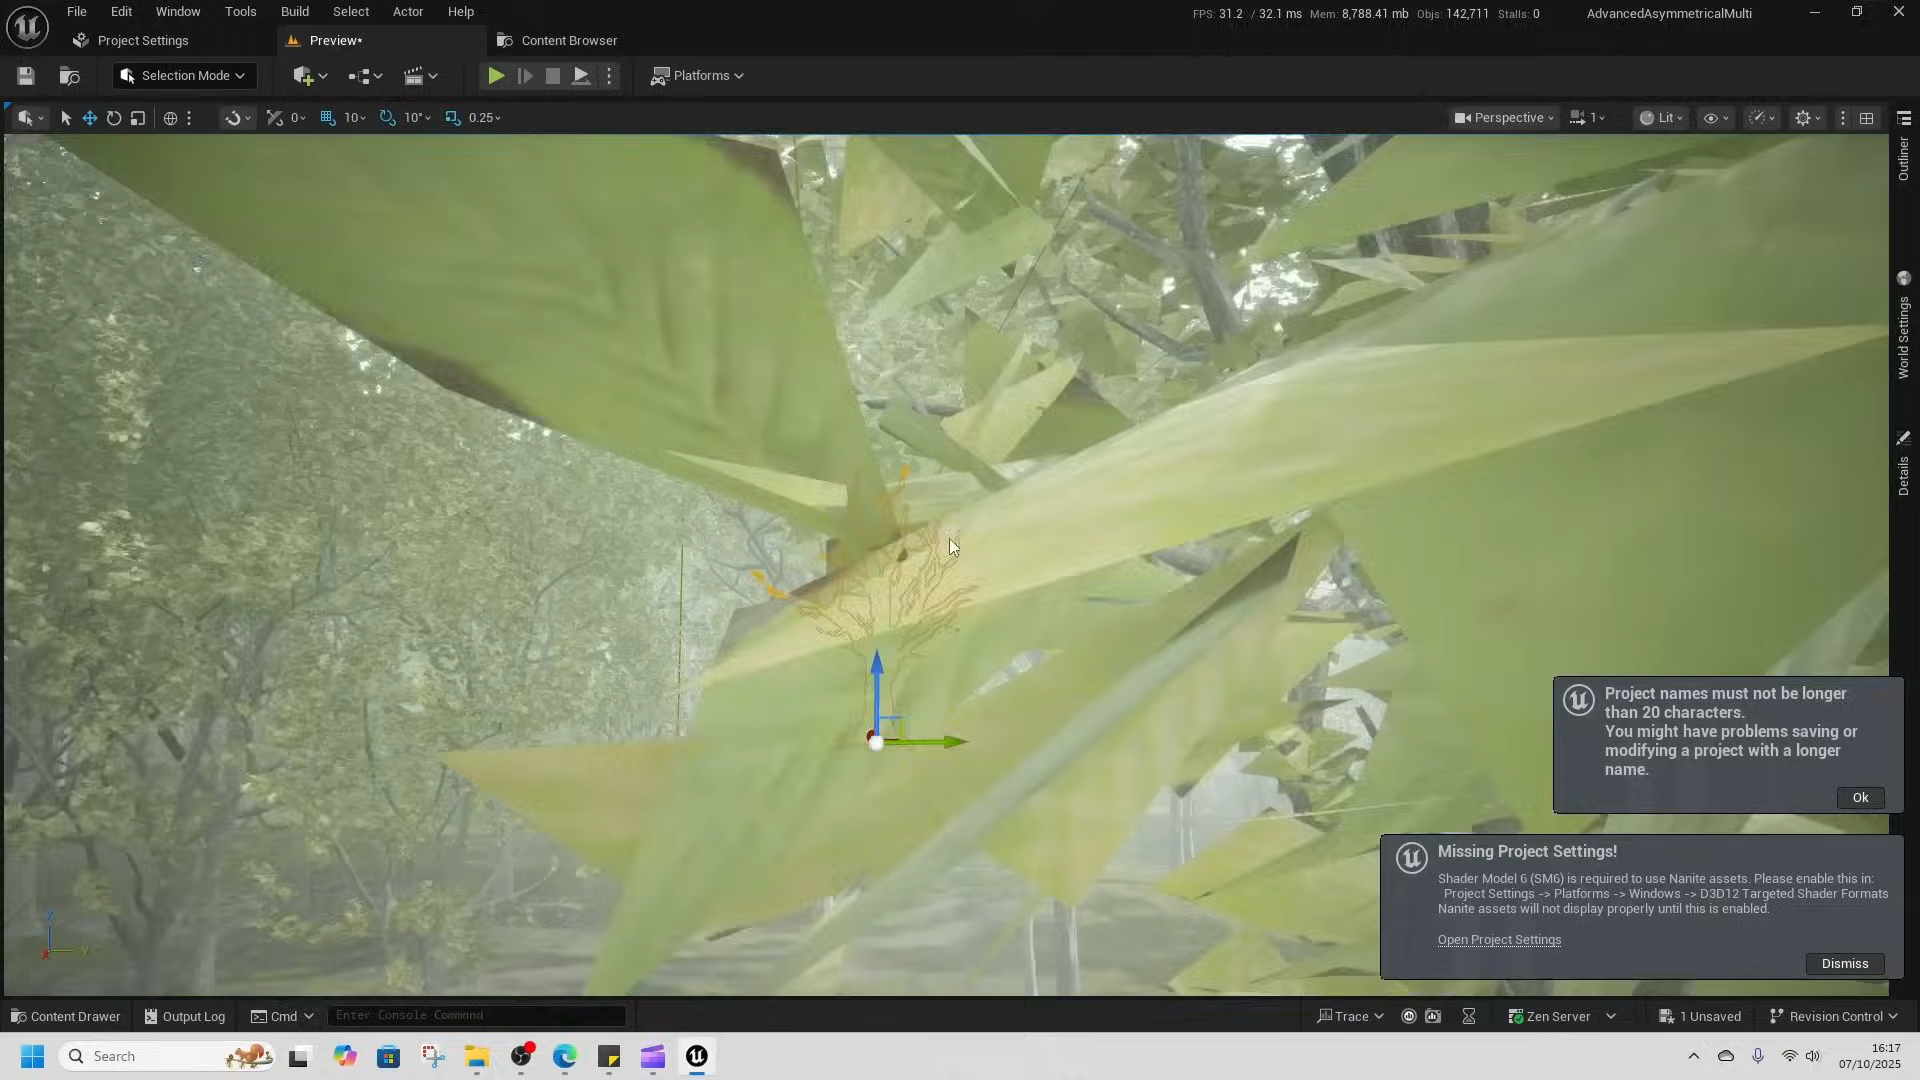 File Edit Window Tools Build Select Actor Help
FPS: 31.2 / 32.1 ms Mem: 8,788.41 mb Objs: 142,711 Stalls: 0
AdvancedAsymmetricalMulti
Project Settings
Preview*
Content Browser
Selection Mode
Platforms
0
10
10°
0.25
Perspective
1
Lit
Outliner
World Settings
Details
Project names must not be longer
than 20 characters.
You might have problems saving or
modifying a project with a longer
name.
Ok
Missing Project Settings!
Shader Model 6 (SM6) is required to use Nanite assets. Please enable this in:
Project Settings -> Platforms -> Windows -> D3D12 Targeted Shader Formats
Nanite assets will not display properly until this is enabled.
Open Project Settings
Dismiss
Z
Y
X
Content Drawer
Output Log
Cmd
Enter Console Command
Trace
Zen Server
1 Unsaved
Revision Control
Search
16:17
07/10/2025